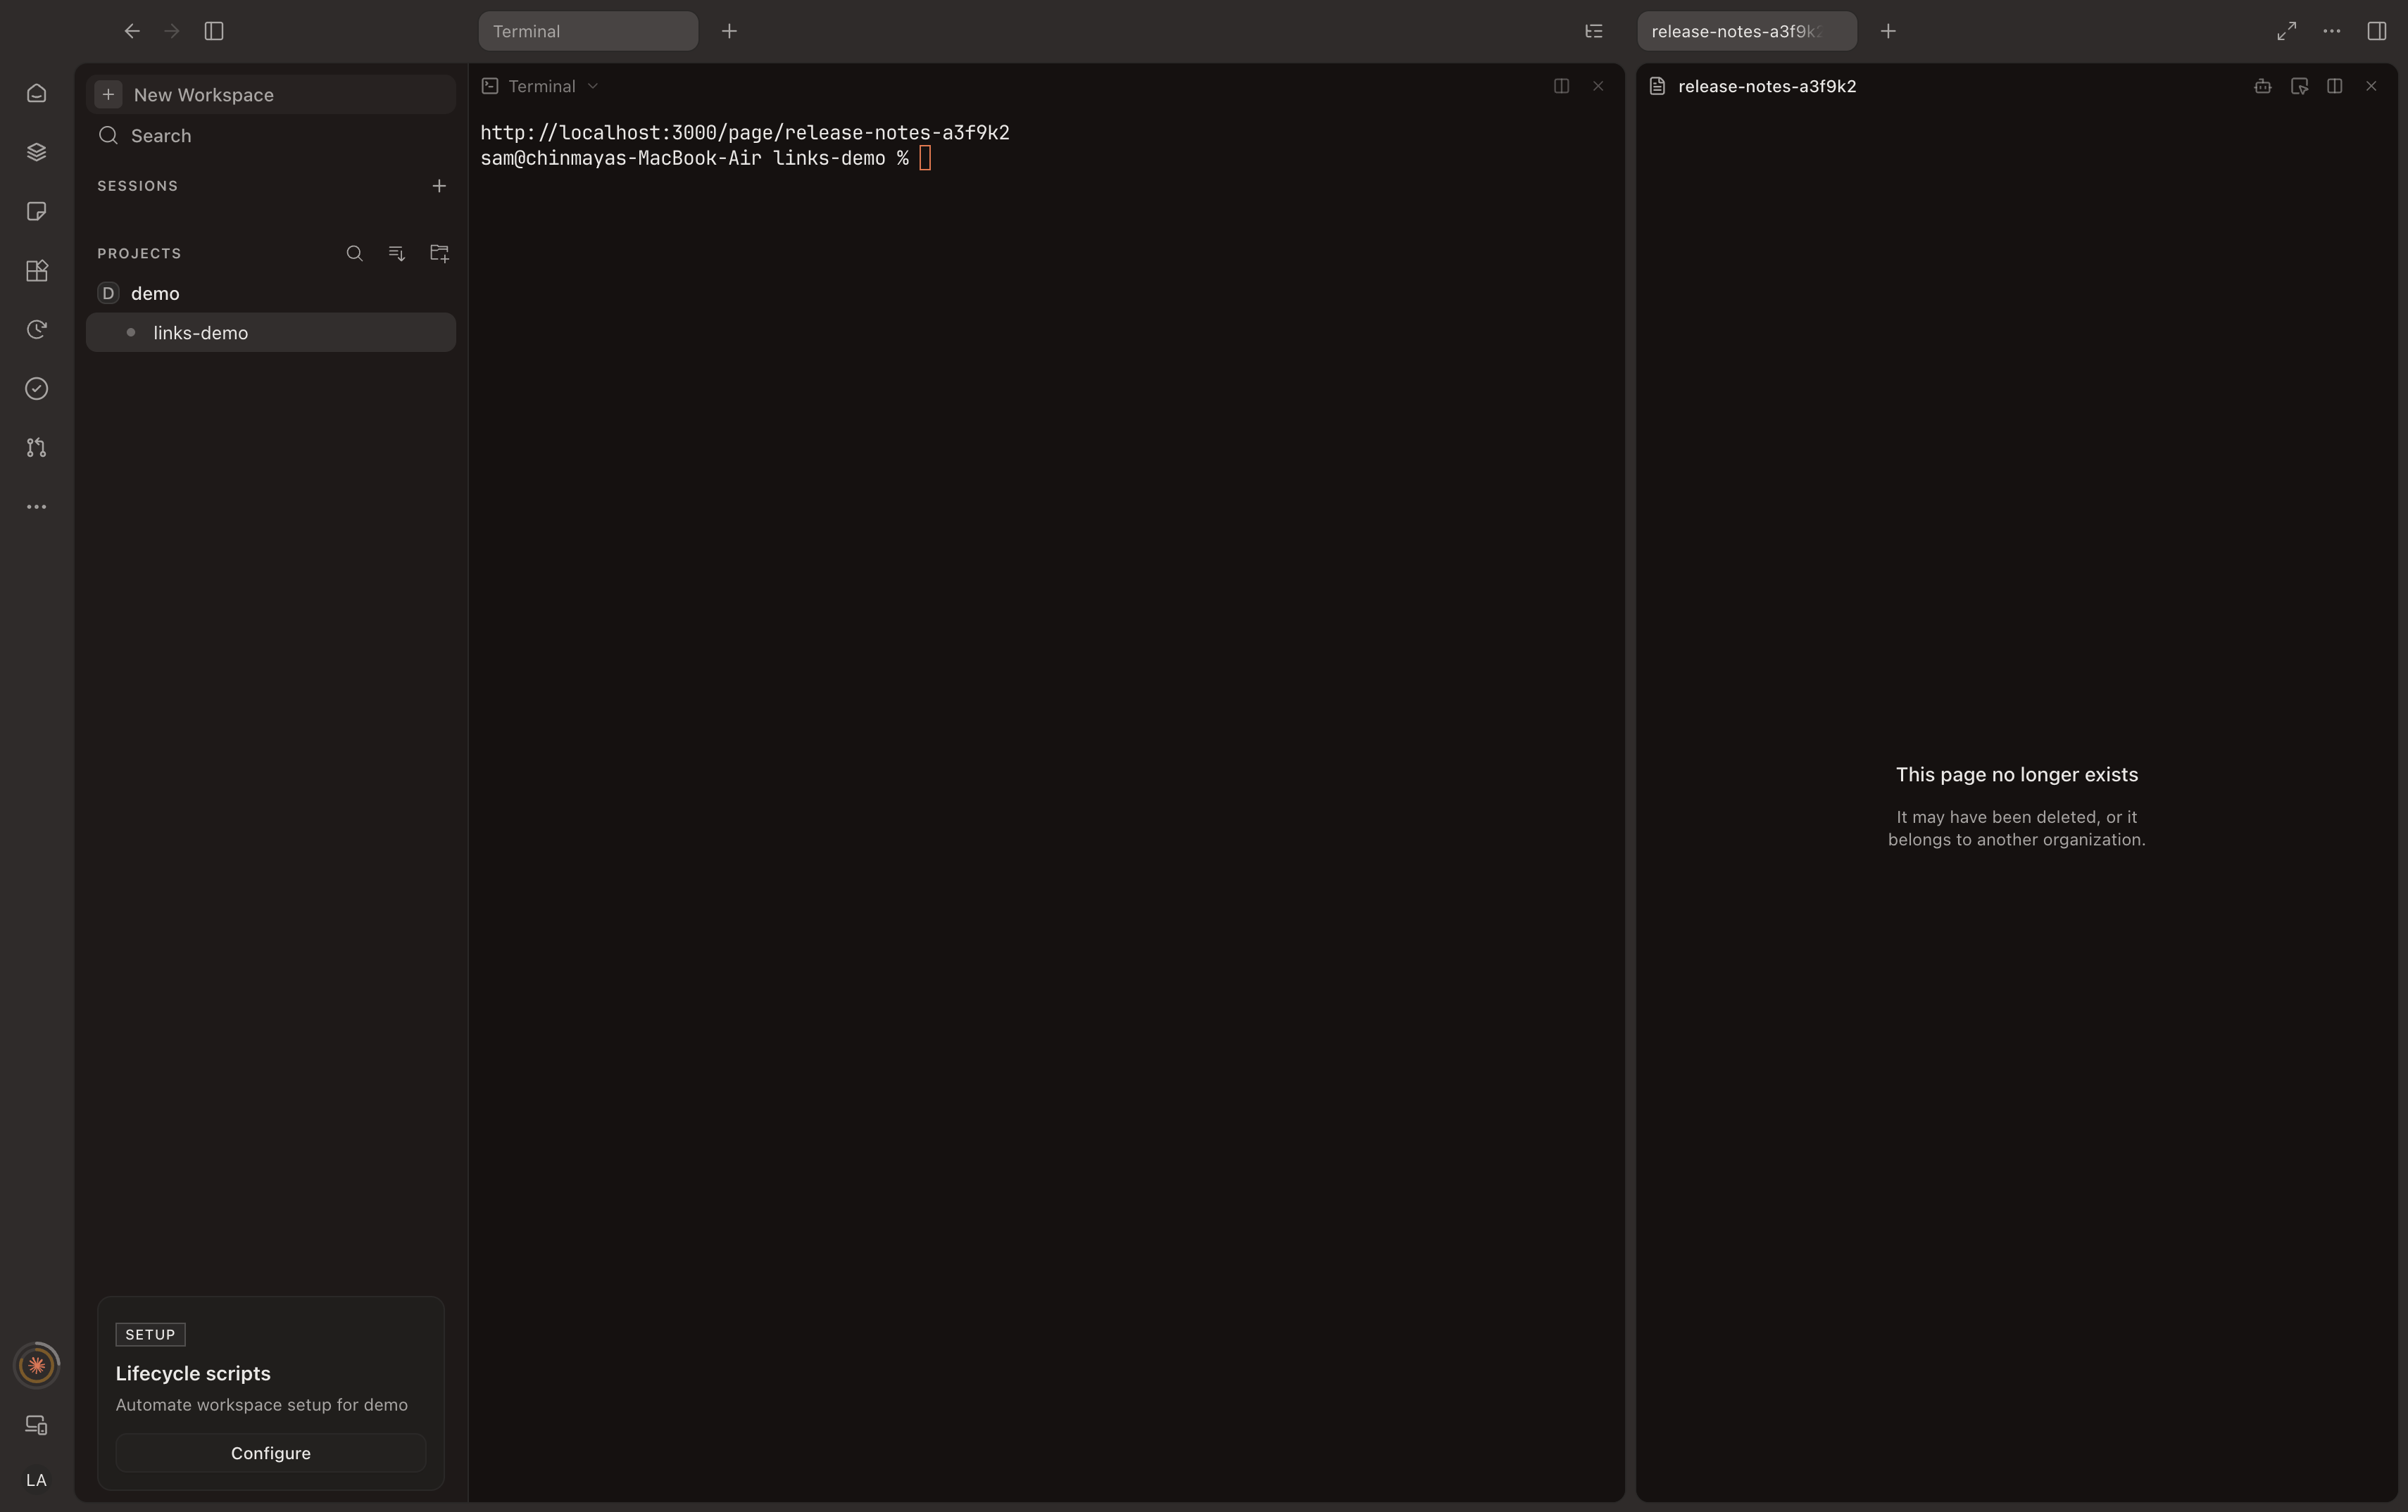 Terminal
release-notes-a3f9k2
New Workspace
Search
SESSIONS
PROJECTS
D demo
links-demo
SETUP
Lifecycle scripts
Automate workspace setup for demo
Configure
LA
Terminal
http://localhost:3000/page/release-notes-a3f9k2
sam@chinmayas-MacBook-Air links-demo %
release-notes-a3f9k2
This page no longer exists
It may have been deleted, or it
belongs to another organization.